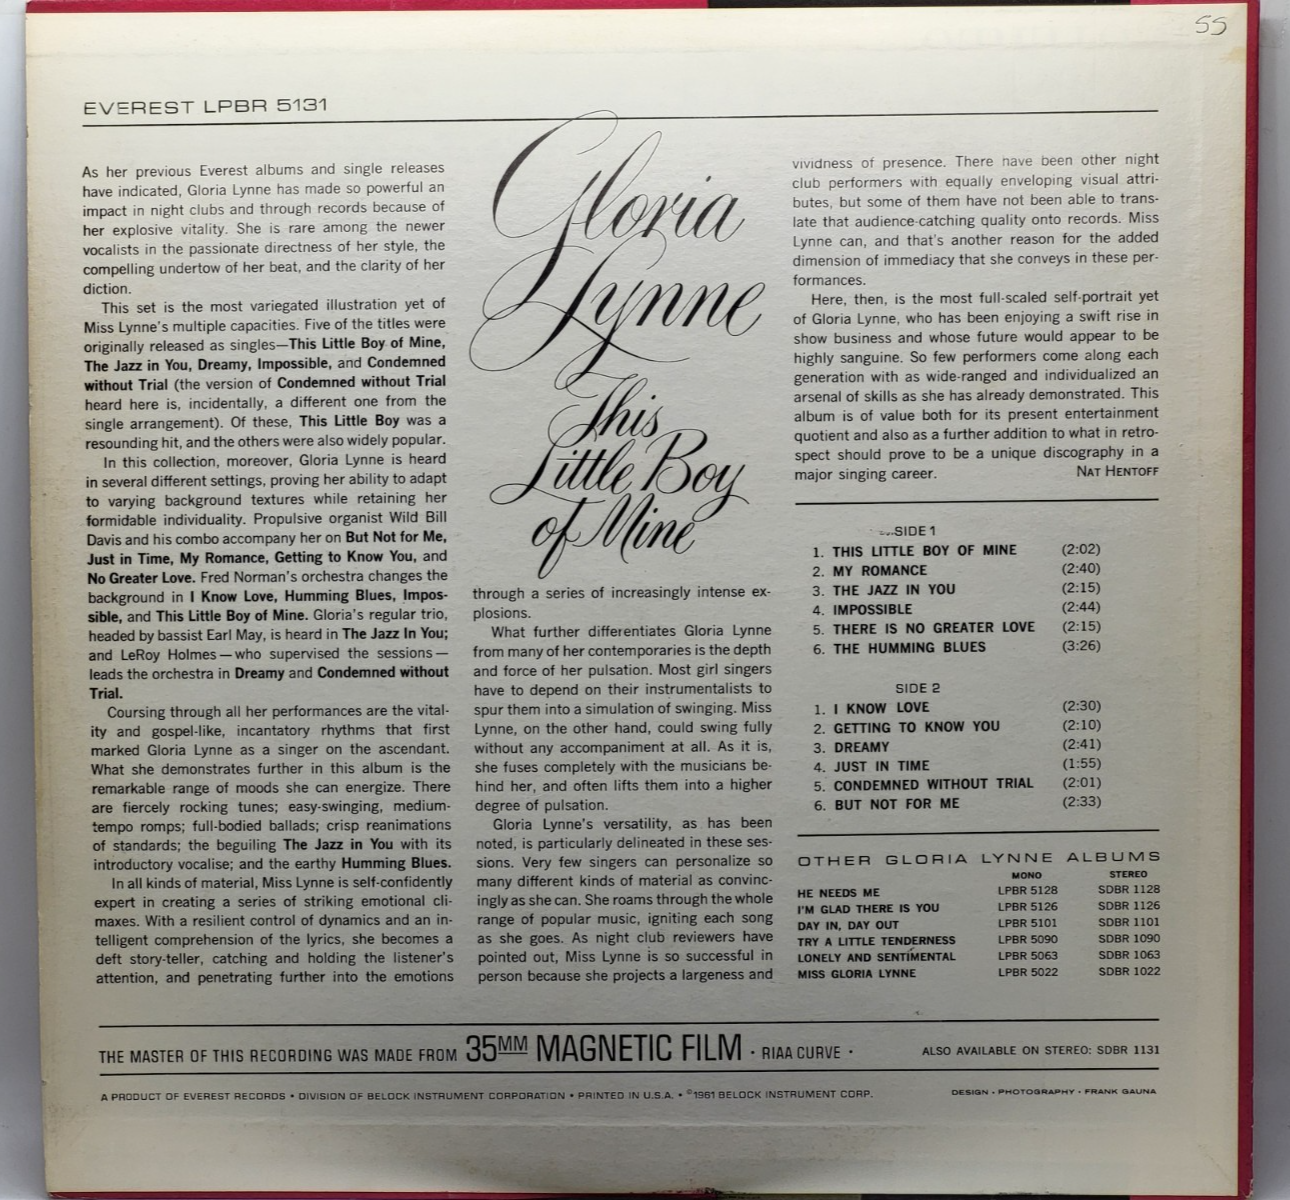 55
EVEREST LPBR 5131
As her previous Everest albums and single releases
have indicated, Gloria Lynne has made so powerful an
impact in night clubs and through records because of
her explosive vitality. She is rare among the newer
vocalists in the passionate directness of her style, the
compelling undertow of her beat, and the clarity of her
diction.
This set is the most variegated illustration yet of
Miss Lynne's multiple capacities. Five of the titles were
originally released as singles—This Little Boy of Mine,
The Jazz in You, Dreamy, Impossible, and Condemned
without Trial (the version of Condemned without Trial
heard here is, incidentally, a different one from the
single arrangement). Of these, This Little Boy was a
resounding hit, and the others were also widely popular.
In this collection, moreover, Gloria Lynne is heard
in several different settings, proving her ability to adapt
to varying background textures while retaining her
formidable individuality. Propulsive organist Wild Bill
Davis and his combo accompany her on But Not for Me,
Just in Time, My Romance, Getting to Know You, and
No Greater Love. Fred Norman's orchestra changes the
background in I Know Love, Humming Blues, Impos-
sible, and This Little Boy of Mine. Gloria's regular trio,
headed by bassist Earl May, is heard in The Jazz In You;
and LeRoy Holmes—who supervised the sessions—
leads the orchestra in Dreamy and Condemned without
Trial.
Coursing through all her performances are the vital-
ity and gospel-like, incantatory rhythms that first
marked Gloria Lynne as a singer on the ascendant.
What she demonstrates further in this album is the
remarkable range of moods she can energize. There
are fiercely rocking tunes; easy-swinging, medium-
tempo romps; full-bodied ballads; crisp reanimations
of standards; the beguiling The Jazz in You with its
introductory vocalise; and the earthy Humming Blues.
In all kinds of material, Miss Lynne is self-confidently
expert in creating a series of striking emotional cli-
maxes. With a resilient control of dynamics and an in-
telligent comprehension of the lyrics, she becomes a
deft story-teller, catching and holding the listener's
attention, and penetrating further into the emotions
Gloria
Lynne
This
Little Boy
of Mine
through a series of increasingly intense ex-
plosions.
What further differentiates Gloria Lynne
from many of her contemporaries is the depth
and force of her pulsation. Most girl singers
have to depend on their instrumentalists to
spur them into a simulation of swinging. Miss
Lynne, on the other hand, could swing fully
without any accompaniment at all. As it is,
she fuses completely with the musicians be-
hind her, and often lifts them into a higher
degree of pulsation.
Gloria Lynne's versatility, as has been
noted, is particularly delineated in these ses-
sions. Very few singers can personalize so
many different kinds of material as convinc-
ingly as she can. She roams through the whole
range of popular music, igniting each song
as she goes. As night club reviewers have
pointed out, Miss Lynne is so successful in
person because she projects a largeness and
vividness of presence. There have been other night
club performers with equally enveloping visual attri-
butes, but some of them have not been able to trans-
late that audience-catching quality onto records. Miss
Lynne can, and that's another reason for the added
dimension of immediacy that she conveys in these per-
formances.
Here, then, is the most full-scaled self-portrait yet
of Gloria Lynne, who has been enjoying a swift rise in
show business and whose future would appear to be
highly sanguine. So few performers come along each
generation with as wide-ranged and individualized an
arsenal of skills as she has already demonstrated. This
album is of value both for its present entertainment
quotient and also as a further addition to what in retro-
spect should prove to be a unique discography in a
major singing career. NAT HENTOFF
SIDE 1
1. THIS LITTLE BOY OF MINE (2:02)
2. MY ROMANCE (2:40)
3. THE JAZZ IN YOU (2:15)
4. IMPOSSIBLE (2:44)
5. THERE IS NO GREATER LOVE (2:15)
6. THE HUMMING BLUES (3:26)
SIDE 2
1. I KNOW LOVE (2:30)
2. GETTING TO KNOW YOU (2:10)
3. DREAMY (2:41)
4. JUST IN TIME (1:55)
5. CONDEMNED WITHOUT TRIAL (2:01)
6. BUT NOT FOR ME (2:33)
OTHER GLORIA LYNNE ALBUMS
MONO STEREO
HE NEEDS ME LPBR 5128 SDBR 1128
I'M GLAD THERE IS YOU LPBR 5126 SDBR 1126
DAY IN, DAY OUT LPBR 5101 SDBR 1101
TRY A LITTLE TENDERNESS LPBR 5090 SDBR 1090
LONELY AND SENTIMENTAL LPBR 5063 SDBR 1063
MISS GLORIA LYNNE LPBR 5022 SDBR 1022
THE MASTER OF THIS RECORDING WAS MADE FROM 35MM MAGNETIC FILM · RIAA CURVE · ALSO AVAILABLE ON STEREO: SDBR 1131
A PRODUCT OF EVEREST RECORDS • DIVISION OF BELOCK INSTRUMENT CORPORATION • PRINTED IN U.S.A. • ©1961 BELOCK INSTRUMENT CORP. DESIGN · PHOTOGRAPHY · FRANK GAUNA